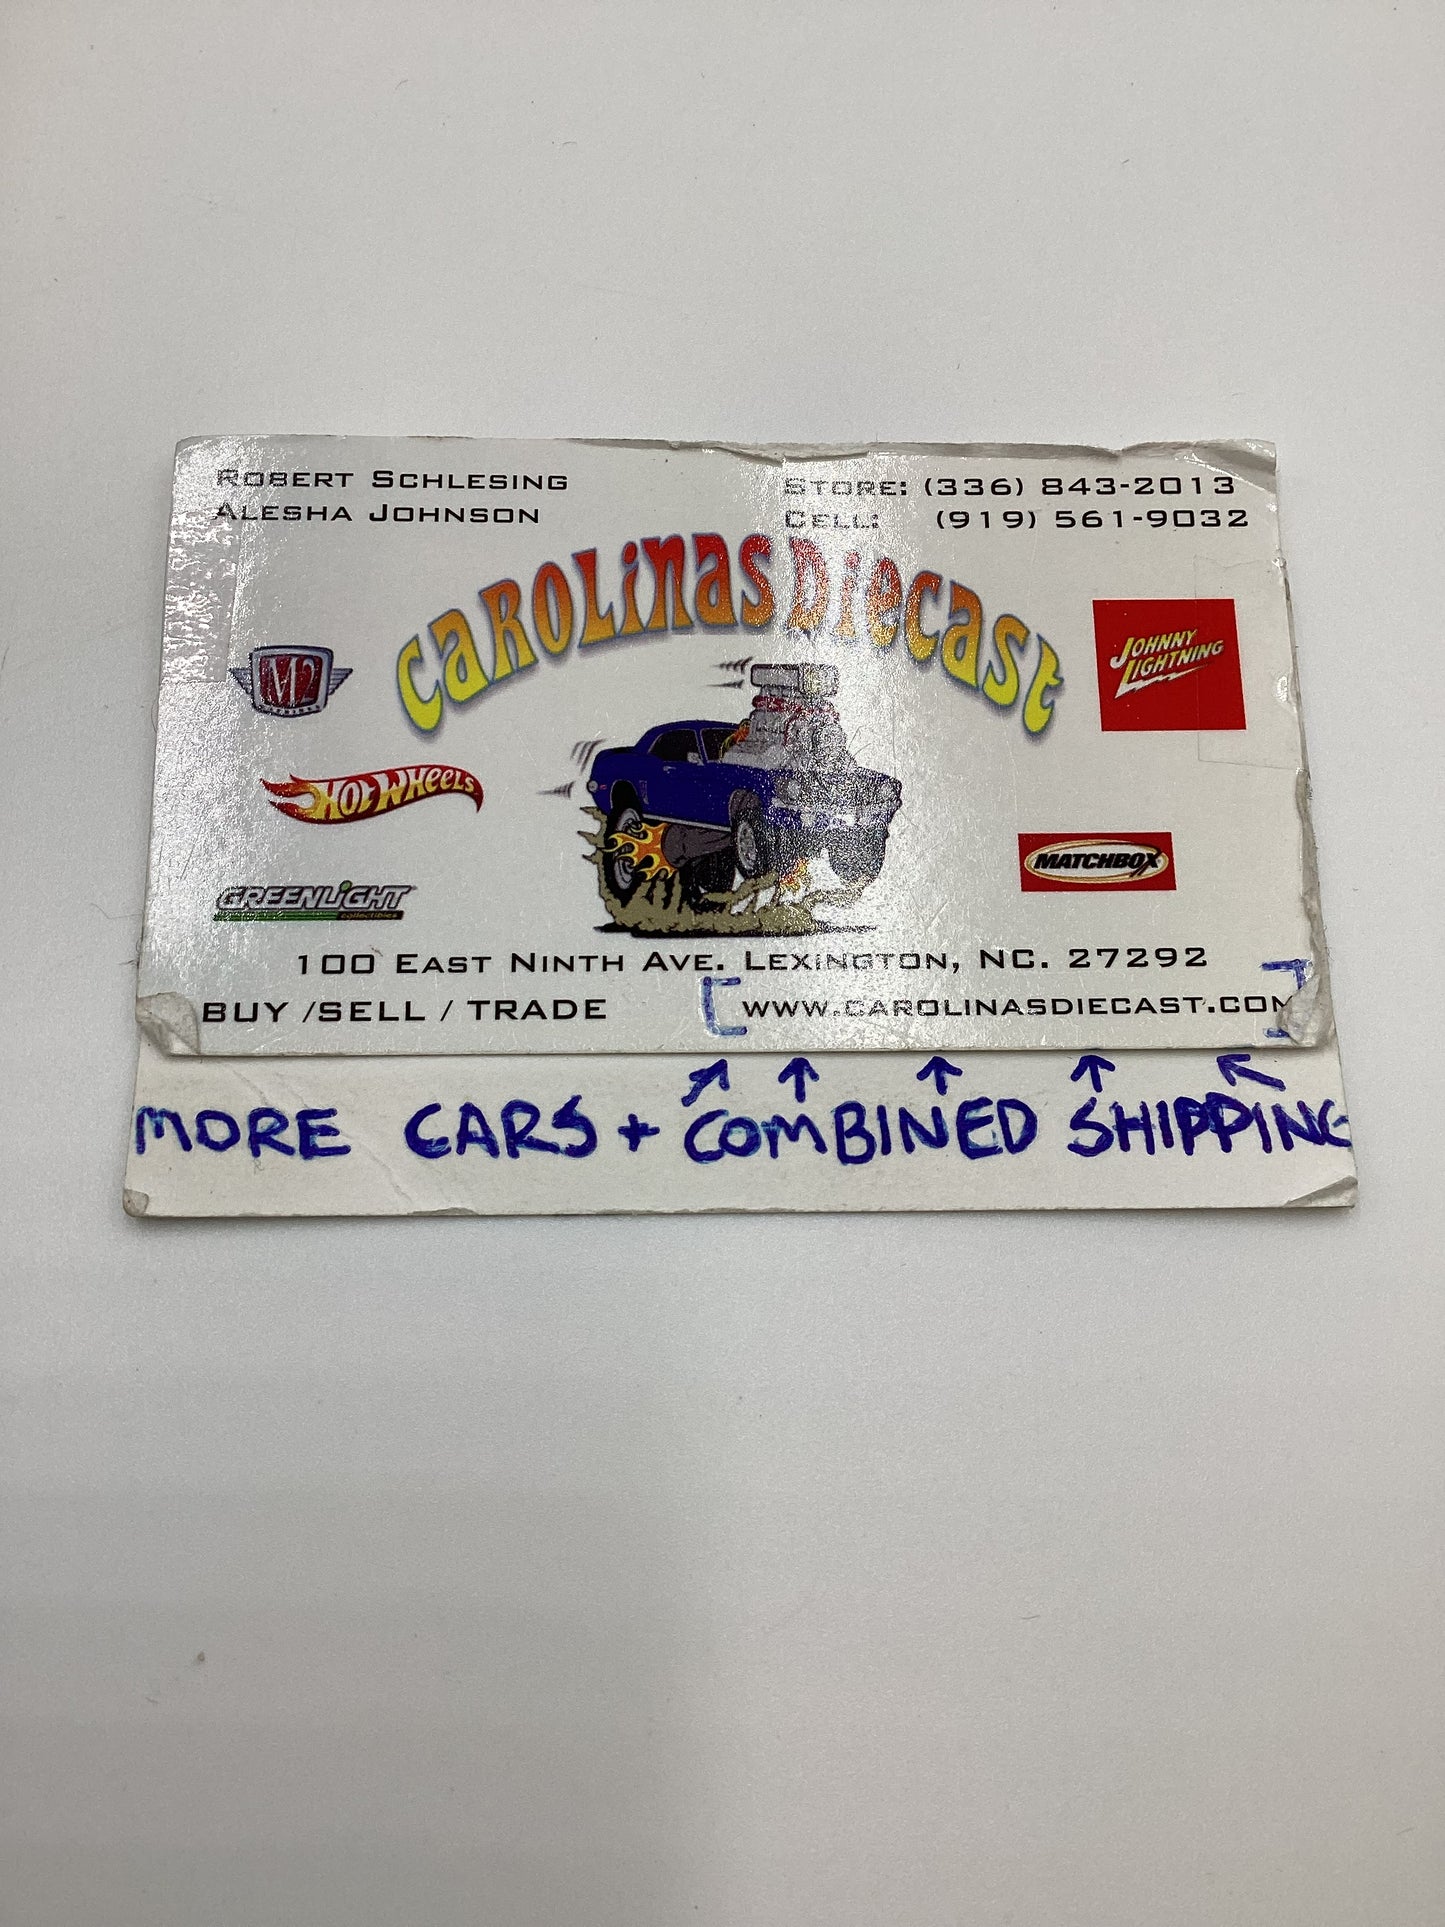 ROBERT SCHLESING
ALESHA JOHNSON
STORE: (336) 843-2013
CELL: (919) 561-9032
CAROLINAS DIECAST
M2
JOHNNY LIGHTNING
HOT WHEELS
MATCHBOX
GREENLIGHT
collectibles
100 EAST NINTH AVE. LEXINGTON, NC. 27292
BUY /SELL / TRADE
WWW.CAROLINASDIECAST.COM
MORE CARS + COMBINED SHIPPING